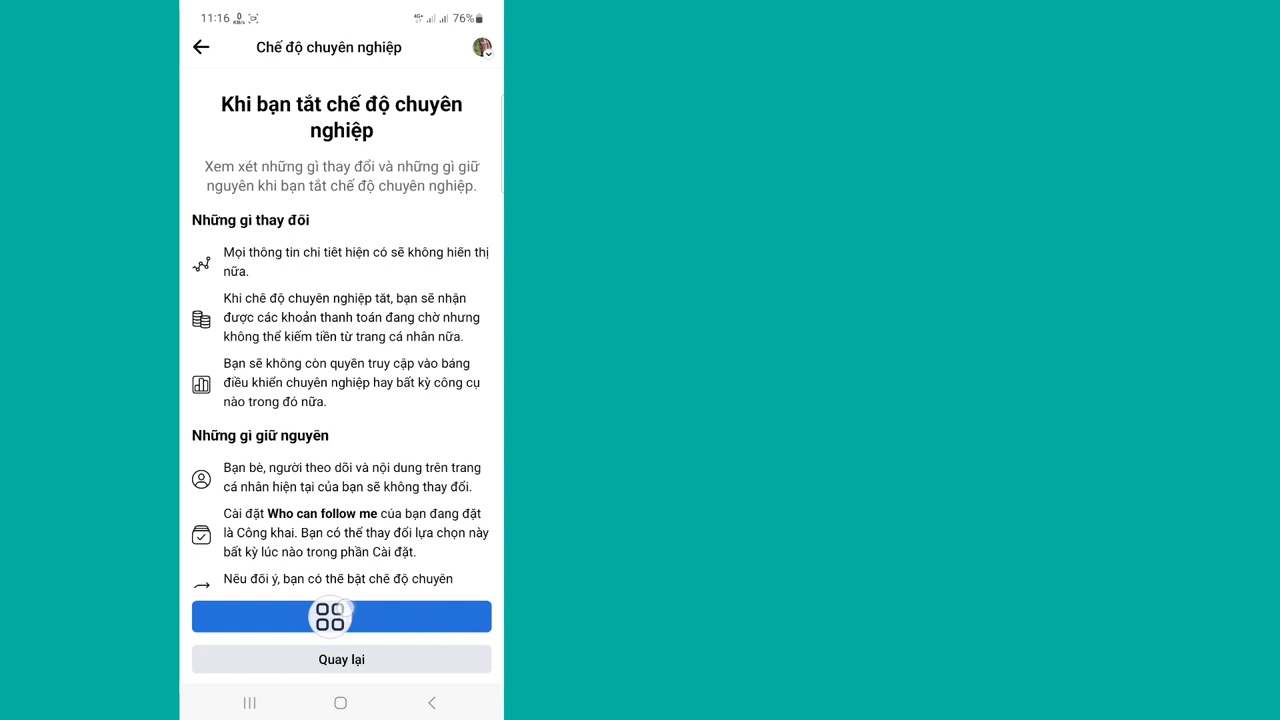 11:16 0 KB/s 4G+ 76%
Chế độ chuyên nghiệp
Khi bạn tắt chế độ chuyên
nghiệp
Xem xét những gì thay đổi và những gì giữ
nguyên khi bạn tắt chế độ chuyên nghiệp.
Những gì thay đổi
Mọi thông tin chi tiết hiện có sẽ không hiển thị
nữa.
Khi chế độ chuyên nghiệp tắt, bạn sẽ nhận
được các khoản thanh toán đang chờ nhưng
không thể kiếm tiền từ trang cá nhân nữa.
Bạn sẽ không còn quyền truy cập vào bảng
điều khiển chuyên nghiệp hay bất kỳ công cụ
nào trong đó nữa.
Những gì giữ nguyên
Bạn bè, người theo dõi và nội dung trên trang
cá nhân hiện tại của bạn sẽ không thay đổi.
Cài đặt Who can follow me của bạn đang đặt
là Công khai. Bạn có thể thay đổi lựa chọn này
bất kỳ lúc nào trong phần Cài đặt.
Nếu đổi ý, bạn có thể bật chế độ chuyên
Quay lại